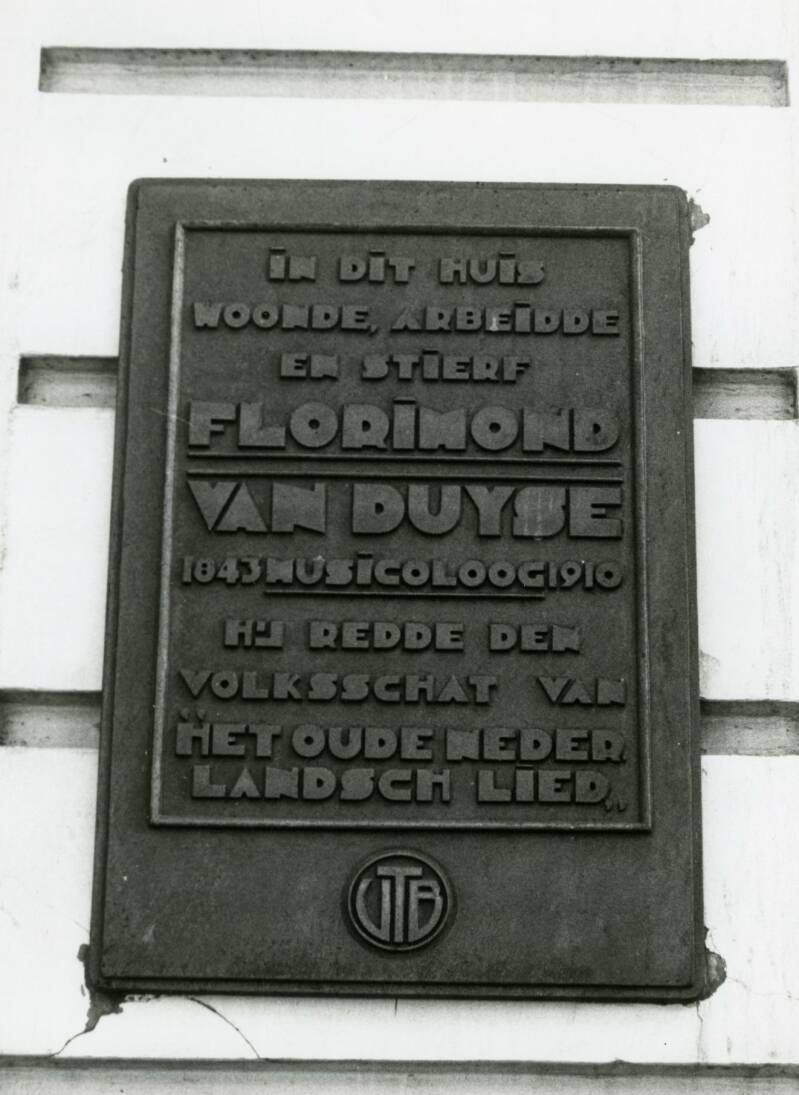 IN DIT HUIS
WOONDE, ARBEIDDE
EN STIERF
FLORIMOND
VAN DUYSE
1843 MUSICOLOOG 1910
HIJ REDDE DEN
VOLKSSCHAT VAN
"HET OUDE NEDER
LANDSCH LIED„
VTB